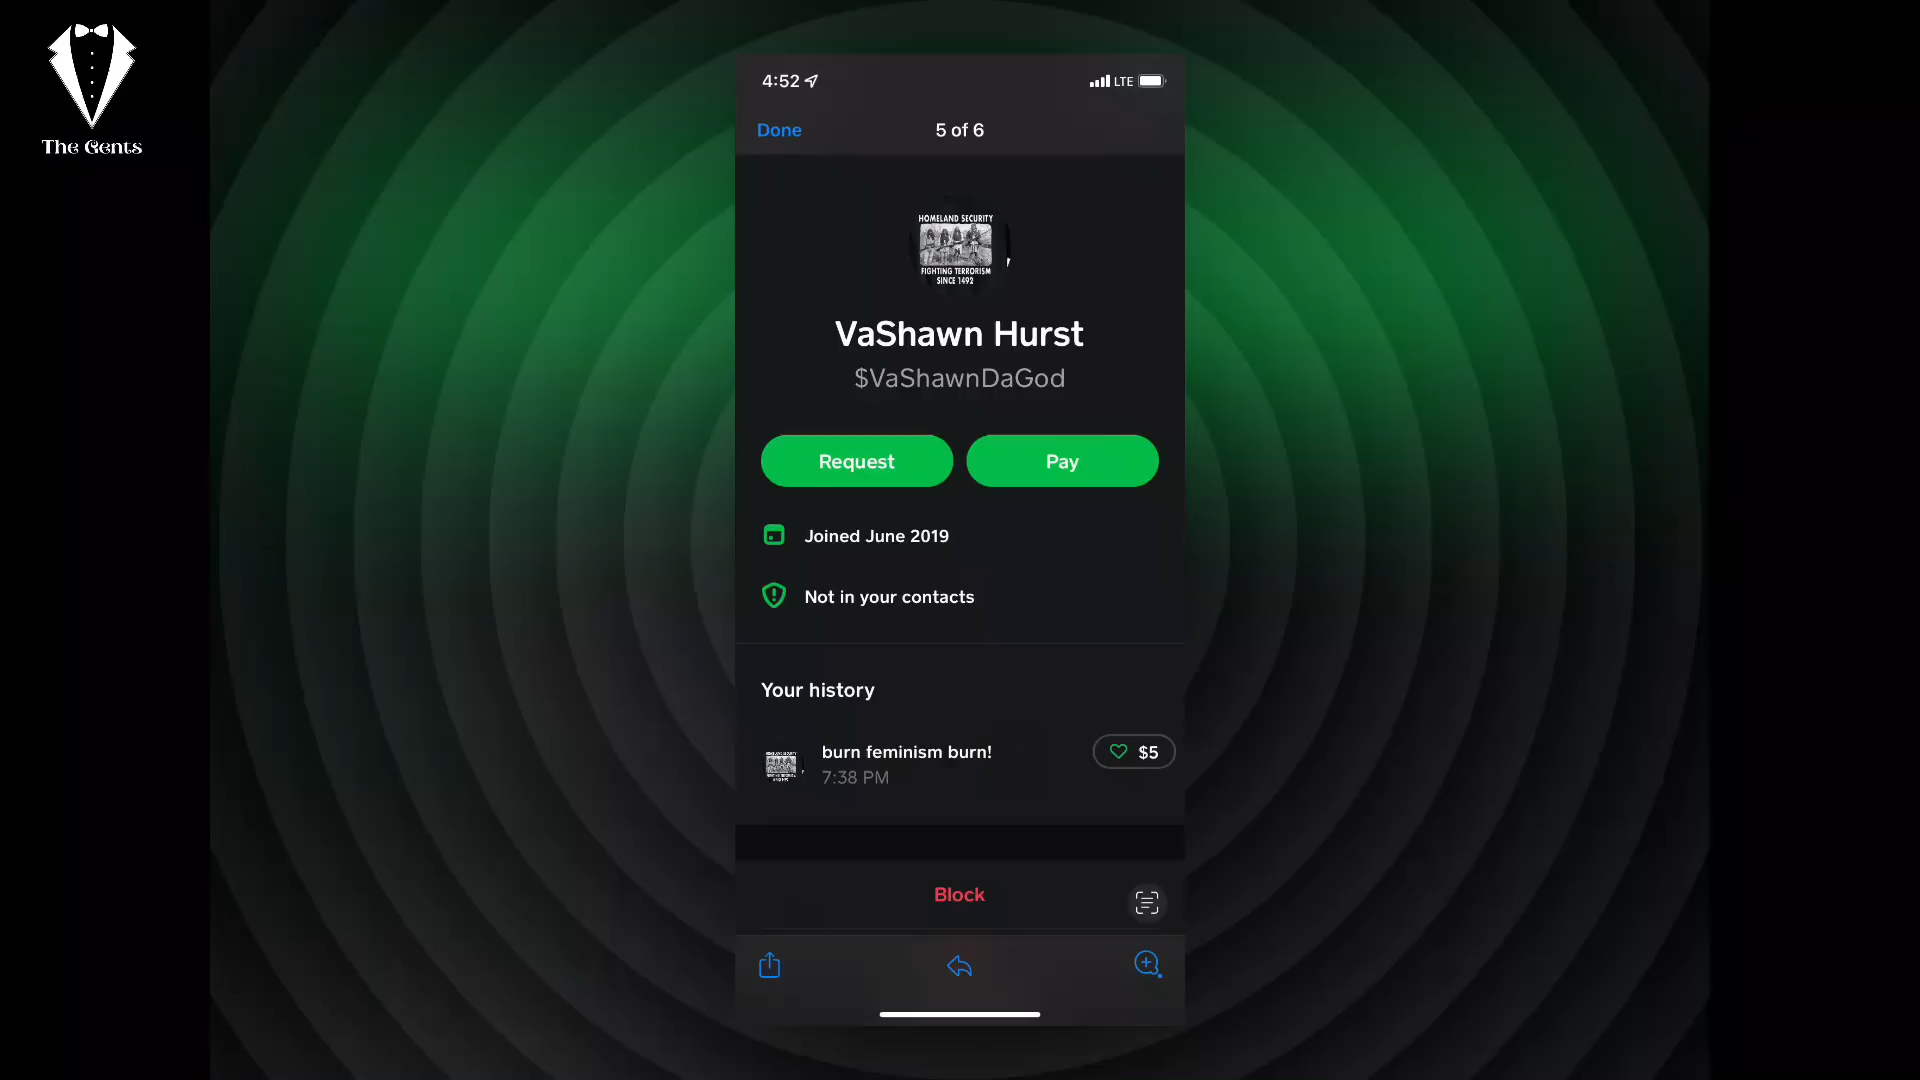 The Gents
4:52
LTE
Done
5 of 6
HOMELAND SECURITY
FIGHTING TERRORISM
SINCE 1492
VaShawn Hurst
$VaShawnDaGod
Request
Pay
Joined June 2019
Not in your contacts
Your history
burn feminism burn!
$5
7:38 PM
Block